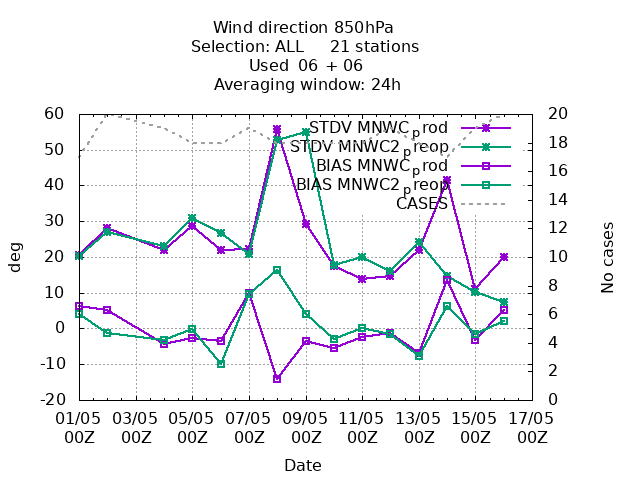 Wind direction 850hPa
Selection: ALL 21 stations
Used 06 + 06
Averaging window: 24h
60 20
STDV MNWC_prod
50 18
STDV MNWC2_preop
BIAS MNWC_prod
16
40 BIAS MNWC2_preop
14
CASES
30 12
20 10
10 8
6
0
4
-10
2
-20 0
deg
No cases
01/05 03/05 05/05 07/05 09/05 11/05 13/05 15/05 17/05
00Z 00Z 00Z 00Z 00Z 00Z 00Z 00Z 00Z
Date